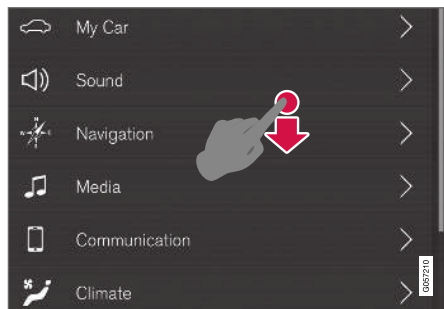 My Car
Sound
Navigation
Media
Communication
Climate
G057210